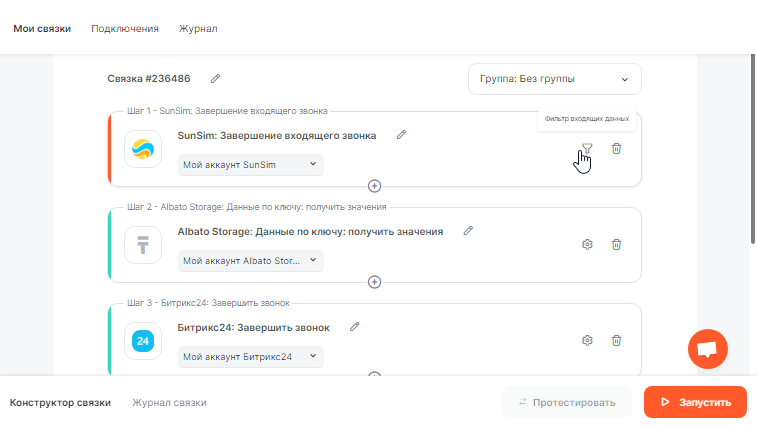 Мои связки Подключения Журнал
Связка #236486
Группа: Без группы
Шаг 1 - SunSim: Завершение входящего звонка
Фильтр входящих данных
SunSim: Завершение входящего звонка
Мой аккаунт SunSim
Шаг 2 - Albato Storage: Данные по ключу: получить значения
Albato Storage: Данные по ключу: получить значения
Мой аккаунт Albato Stor...
Шаг 3 - Битрикс24: Завершить звонок
24
Битрикс24: Завершить звонок
Мой аккаунт Битрикс24
Конструктор связки Журнал связки Протестировать Запустить